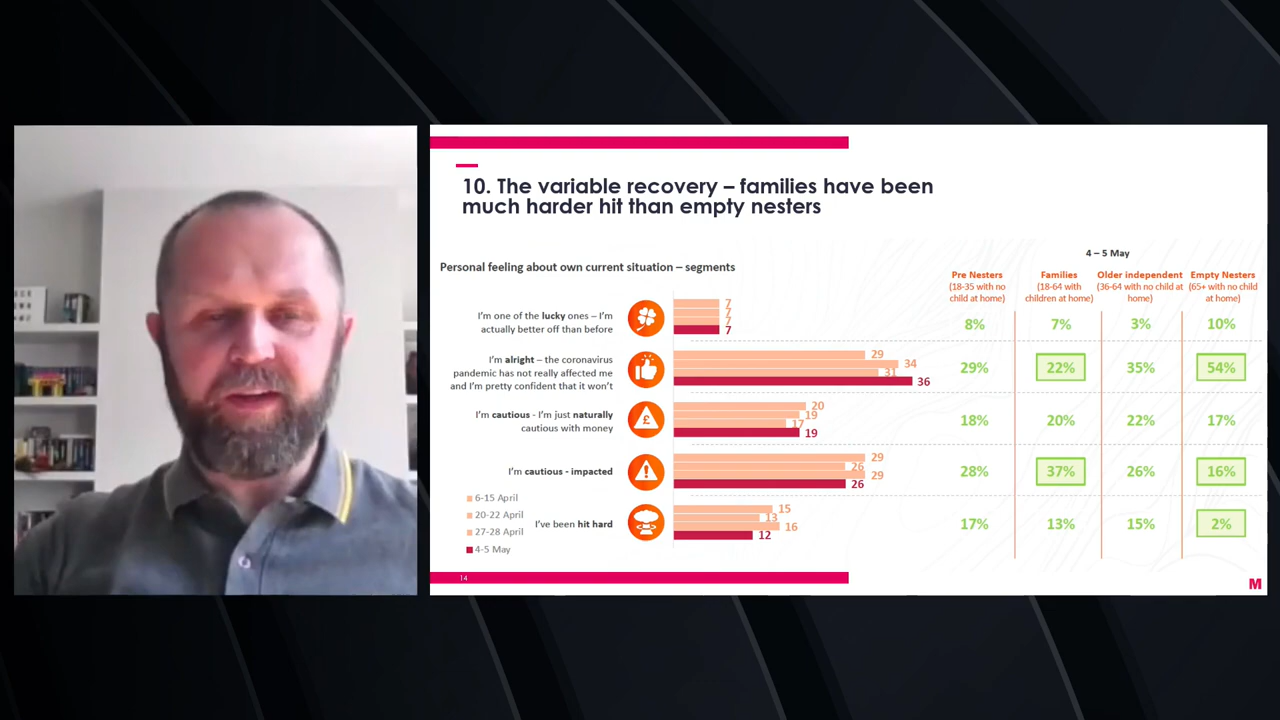 10. The variable recovery – families have been
much harder hit than empty nesters
4 – 5 May
Personal feeling about own current situation – segments
Pre Nesters
(18-35 with no
child at home)
Families
(18-64 with
children at home)
Older independent
(36-64 with no child at
home)
Empty Nesters
(65+ with no child
at home)
I'm one of the lucky ones – I'm
actually better off than before
7
7
7
7
8%
7%
3%
10%
I'm alright – the coronavirus
pandemic has not really affected me
and I'm pretty confident that it won't
29
34
31
36
29%
22%
35%
54%
I'm cautious - I'm just naturally
cautious with money
£
20
19
17
19
18%
20%
22%
17%
I'm cautious - impacted
29
26
29
26
28%
37%
26%
16%
I've been hit hard
15
13
16
12
17%
13%
15%
2%
6-15 April
20-22 April
27-28 April
4-5 May
14
M